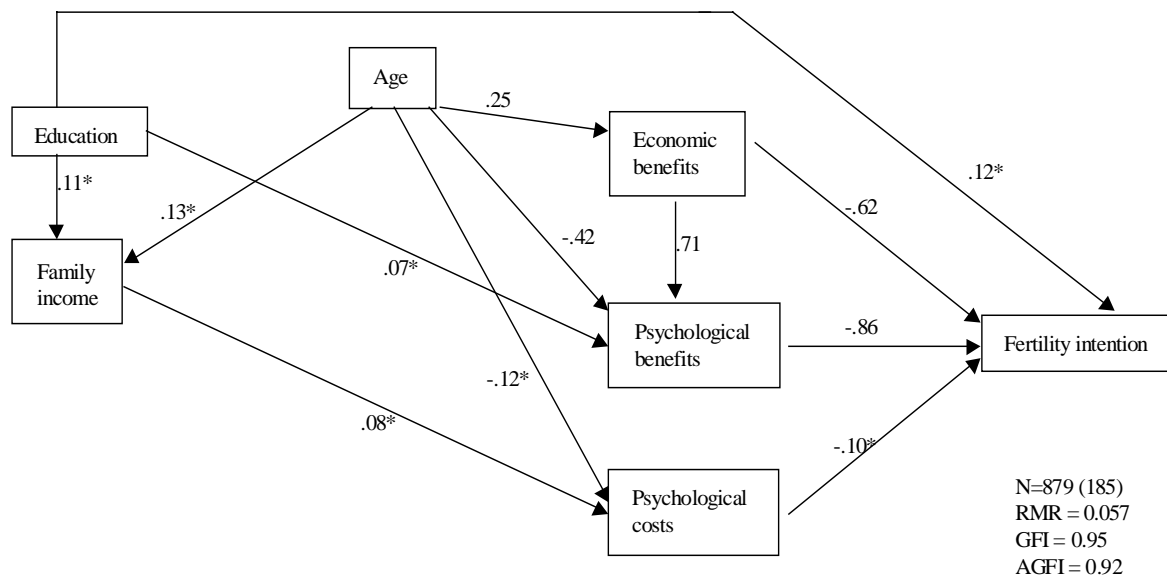 Age
.25
Education
Economic
benefits
.12*
.11*
.13*
-.62
-.42
.71
Family
income
.07*
Psychological
benefits
-.86
Fertility intention
-.12*
.08*
-.10*
Psychological
costs
N=879 (185)
RMR = 0.057
GFI = 0.95
AGFI = 0.92